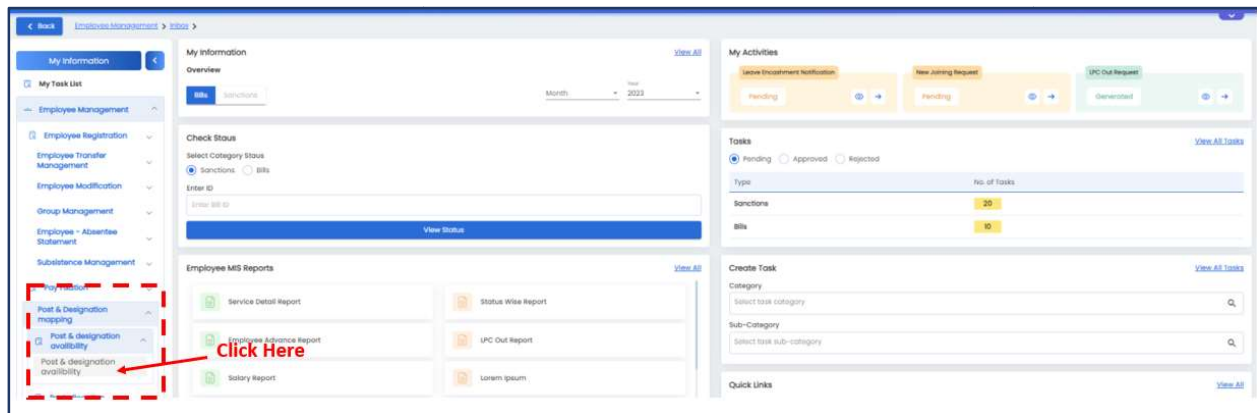 Back
Employee Management > Inbox >
My Information
My Task List
Employee Management
Employee Registration
Employee Transfer
Management
Employee Modification
Group Management
Employee - Absentee
Statement
Subsistence Management
Pay Fixation
Post & Designation
mapping
Post & designation
availibility
Post & designation
availibility
My Information
View All
Overview
Bills
Sanctions
Month:
Year
2023
Check Staus
Select Category Staus
Sanctions
Bills
Enter ID
Enter Bill ID
View Status
Employee MIS Reports
View All
Service Detail Report
Status Wise Report
Employee Advance Report
LPC Out Report
Click Here
Salary Report
Lorem Ipsum
My Activities
Leave Encashment Notification
New Joining Request
LPC Out Request
Pending
Pending
Generated
Tasks
View All Tasks
Pending
Approved
Rejected
Type
No. of Tasks
Sanctions
20
Bills
10
Create Task
View All Tasks
Category
Select task category
Sub-Category
Select task sub-category
Quick Links
View All